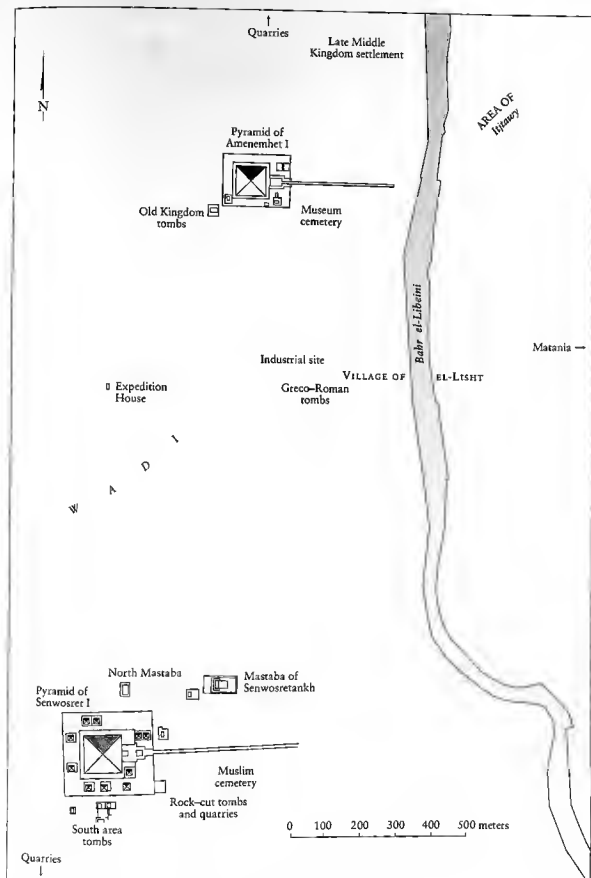 Quarries
Late Middle
Kingdom settlement
N
AREA OF
Itjtawy
Pyramid of
Amenemhet I
Old Kingdom
tombs
Museum
cemetery
Bahr el-Libeini
Matania
Industrial site
VILLAGE OF EL-LISHT
Expedition
House
Greco–Roman
tombs
WADI
North Mastaba
Mastaba of
Senwosretankh
Pyramid of
Senwosret I
Muslim
cemetery
Rock–cut tombs
and quarries
South area
tombs
0 100 200 300 400 500 meters
Quarries